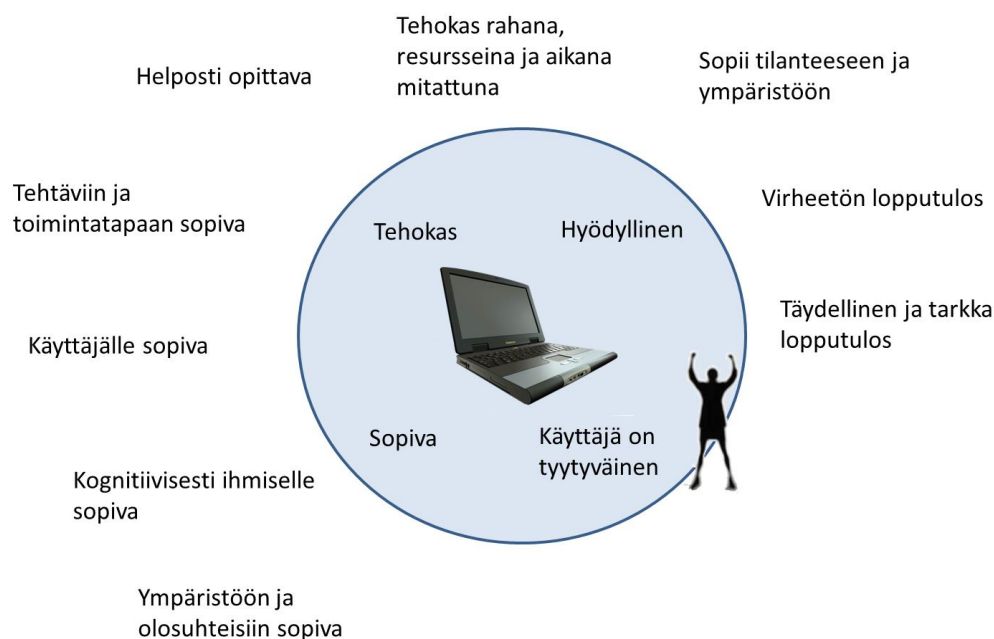 Tehokas rahana,
resursseina ja aikana
mitattuna
Helposti opittava
Sopii tilanteeseen ja
ympäristöön
Tehtäviin ja
toimintatapaan sopiva
Virheetön lopputulos
Tehokas
Hyödyllinen
Täydellinen ja tarkka
lopputulos
Käyttäjälle sopiva
Sopiva
Käyttäjä on
tyytyväinen
Kognitiivisesti ihmiselle
sopiva
Ympäristöön ja
olosuhteisiin sopiva